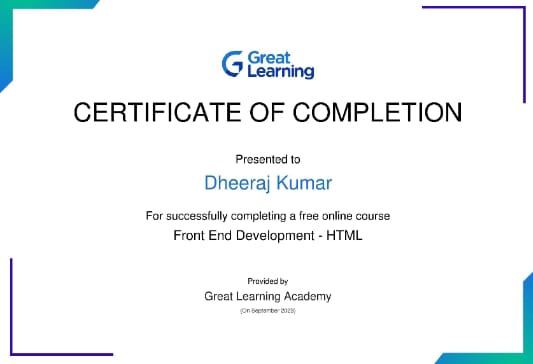 Great
Learning
CERTIFICATE OF COMPLETION
Presented to
Dheeraj Kumar
For successfully completing a free online course
Front End Development - HTML
Provided by
Great Learning Academy
(On September